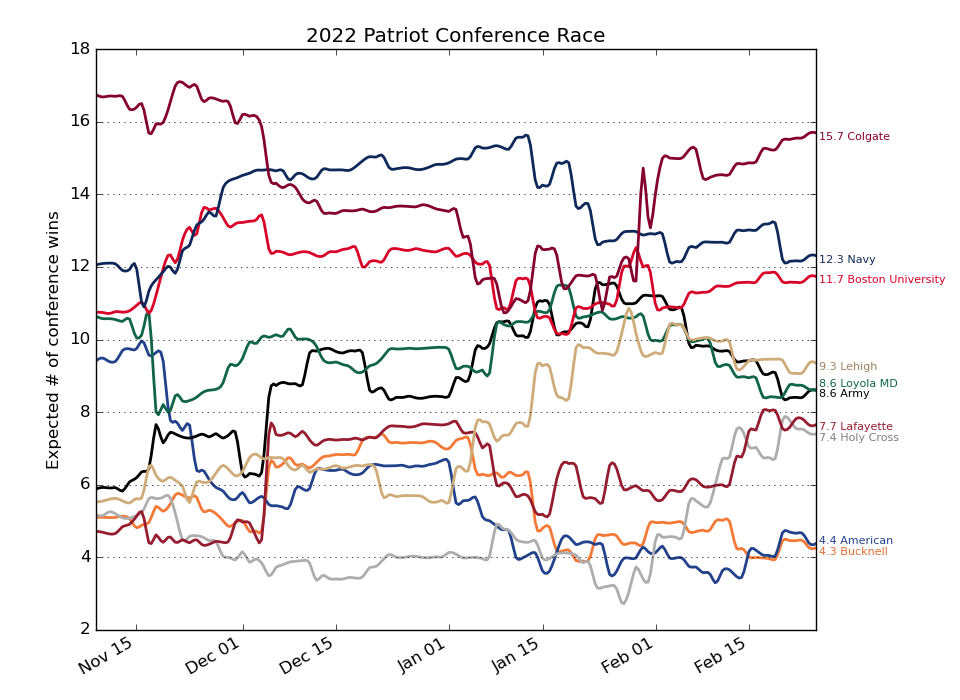 2022 Patriot Conference Race
Expected # of conference wins
18
16
14
12
10
8
6
4
2
Nov 15
Dec 01
Dec 15
Jan 01
Jan 15
Feb 01
Feb 15
15.7 Colgate
12.3 Navy
11.7 Boston University
9.3 Lehigh
8.6 Loyola MD
8.6 Army
7.7 Lafayette
7.4 Holy Cross
4.4 American
4.3 Bucknell